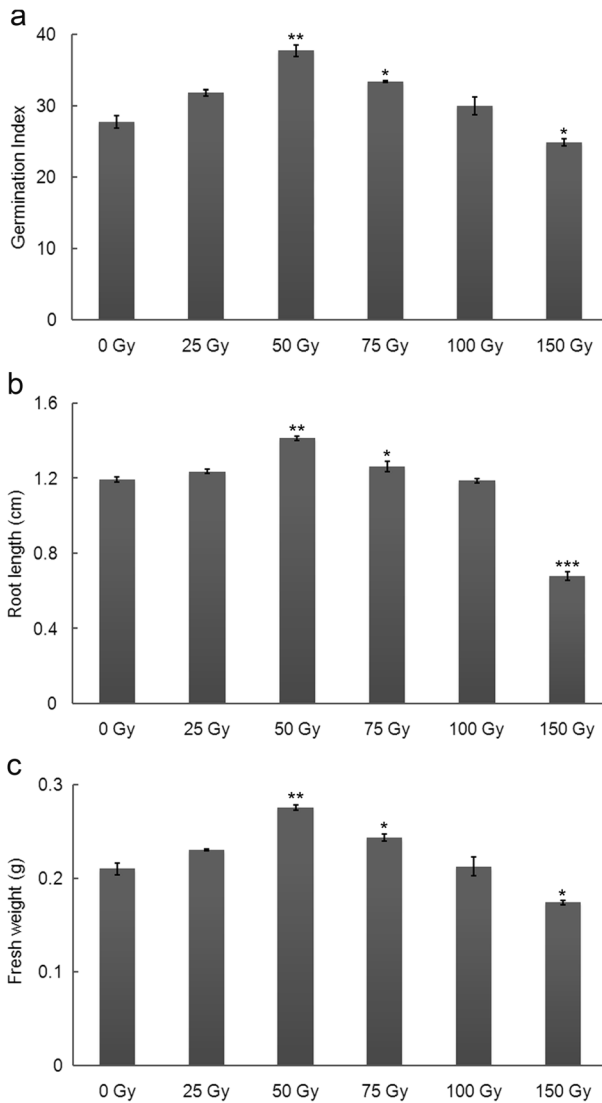 a
40
30
20
10
0
Germination Index
**
*
*
0 Gy 25 Gy 50 Gy 75 Gy 100 Gy 150 Gy
b
1.6
1.2
0.8
0.4
0
Root length (cm)
**
*
***
0 Gy 25 Gy 50 Gy 75 Gy 100 Gy 150 Gy
c
0.3
0.2
0.1
0
Fresh weight (g)
**
*
*
0 Gy 25 Gy 50 Gy 75 Gy 100 Gy 150 Gy